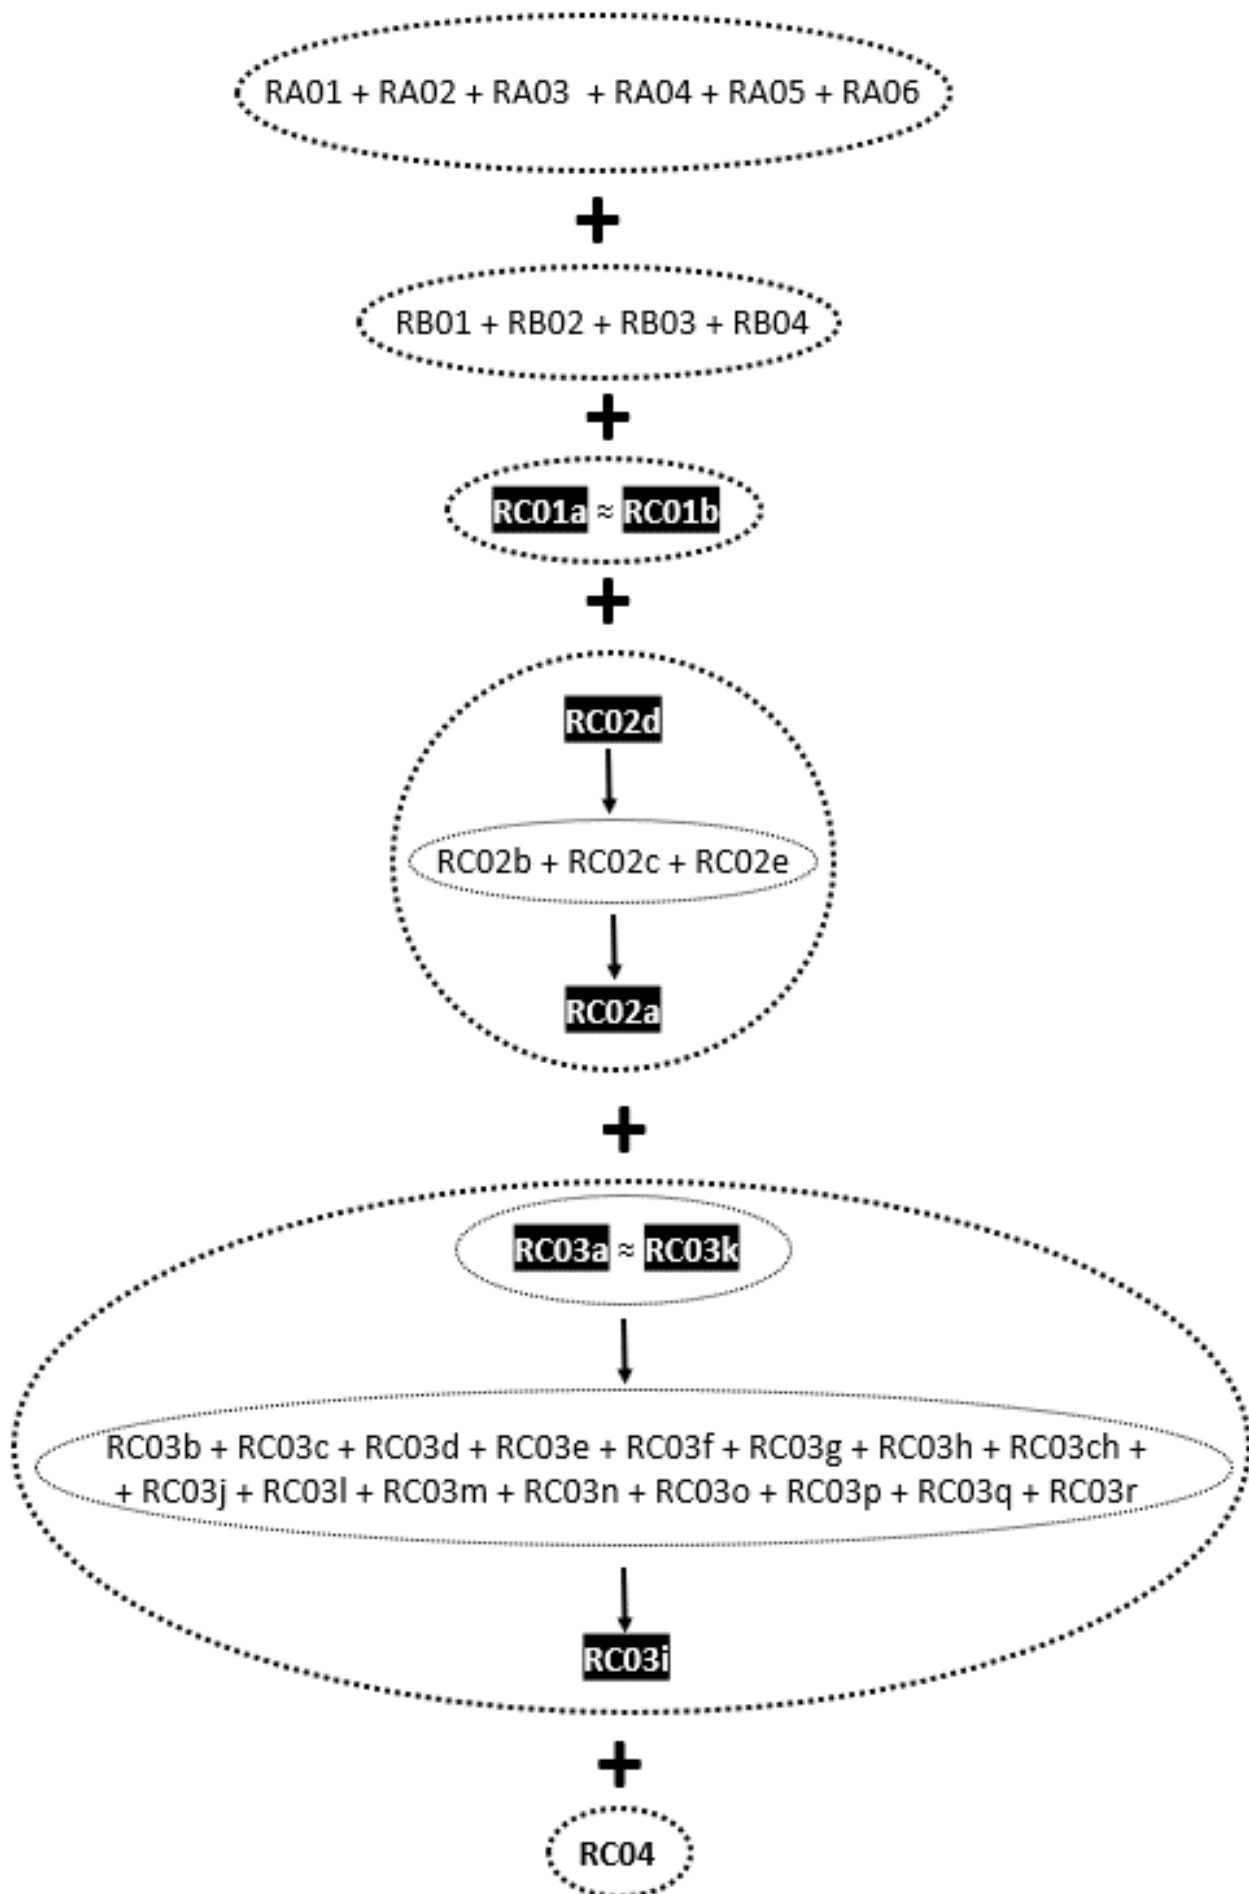 RA01 + RA02 + RA03 + RA04 + RA05 + RA06
+
RB01 + RB02 + RB03 + RB04
+
RC01a ≈ RC01b
+
RC02d
RC02b + RC02c + RC02e
RC02a
+
RC03a ≈ RC03k
RC03b + RC03c + RC03d + RC03e + RC03f + RC03g + RC03h + RC03ch +
+ RC03j + RC03l + RC03m + RC03n + RC03o + RC03p + RC03q + RC03r
RC03i
+
RC04